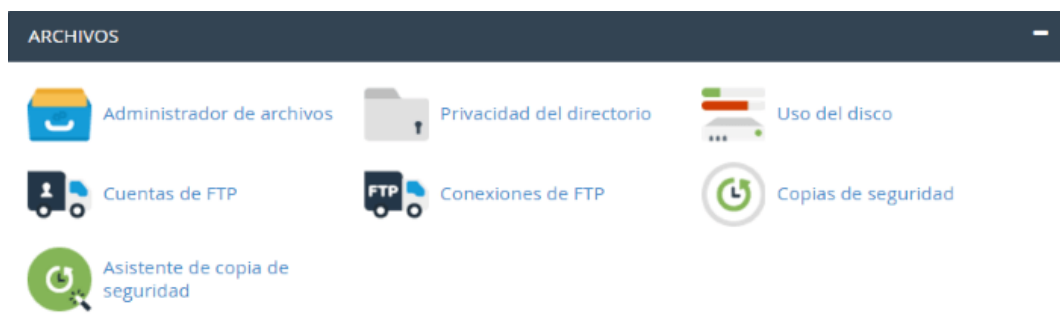 ARCHIVOS
Administrador de archivos
Privacidad del directorio
Uso del disco
Cuentas de FTP
FTP
Conexiones de FTP
Copias de seguridad
Asistente de copia de
seguridad